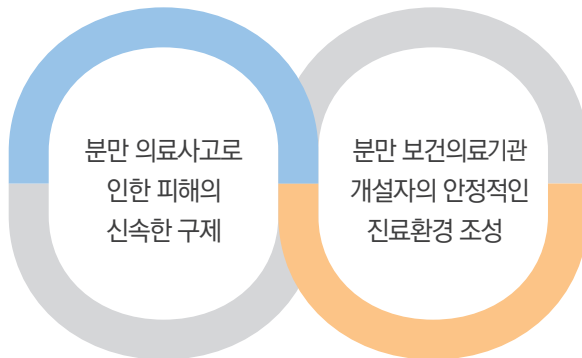 분만 의료사고로
인한 피해의
신속한 구제
분만 보건의료기관
개설자의 안정적인
진료환경 조성